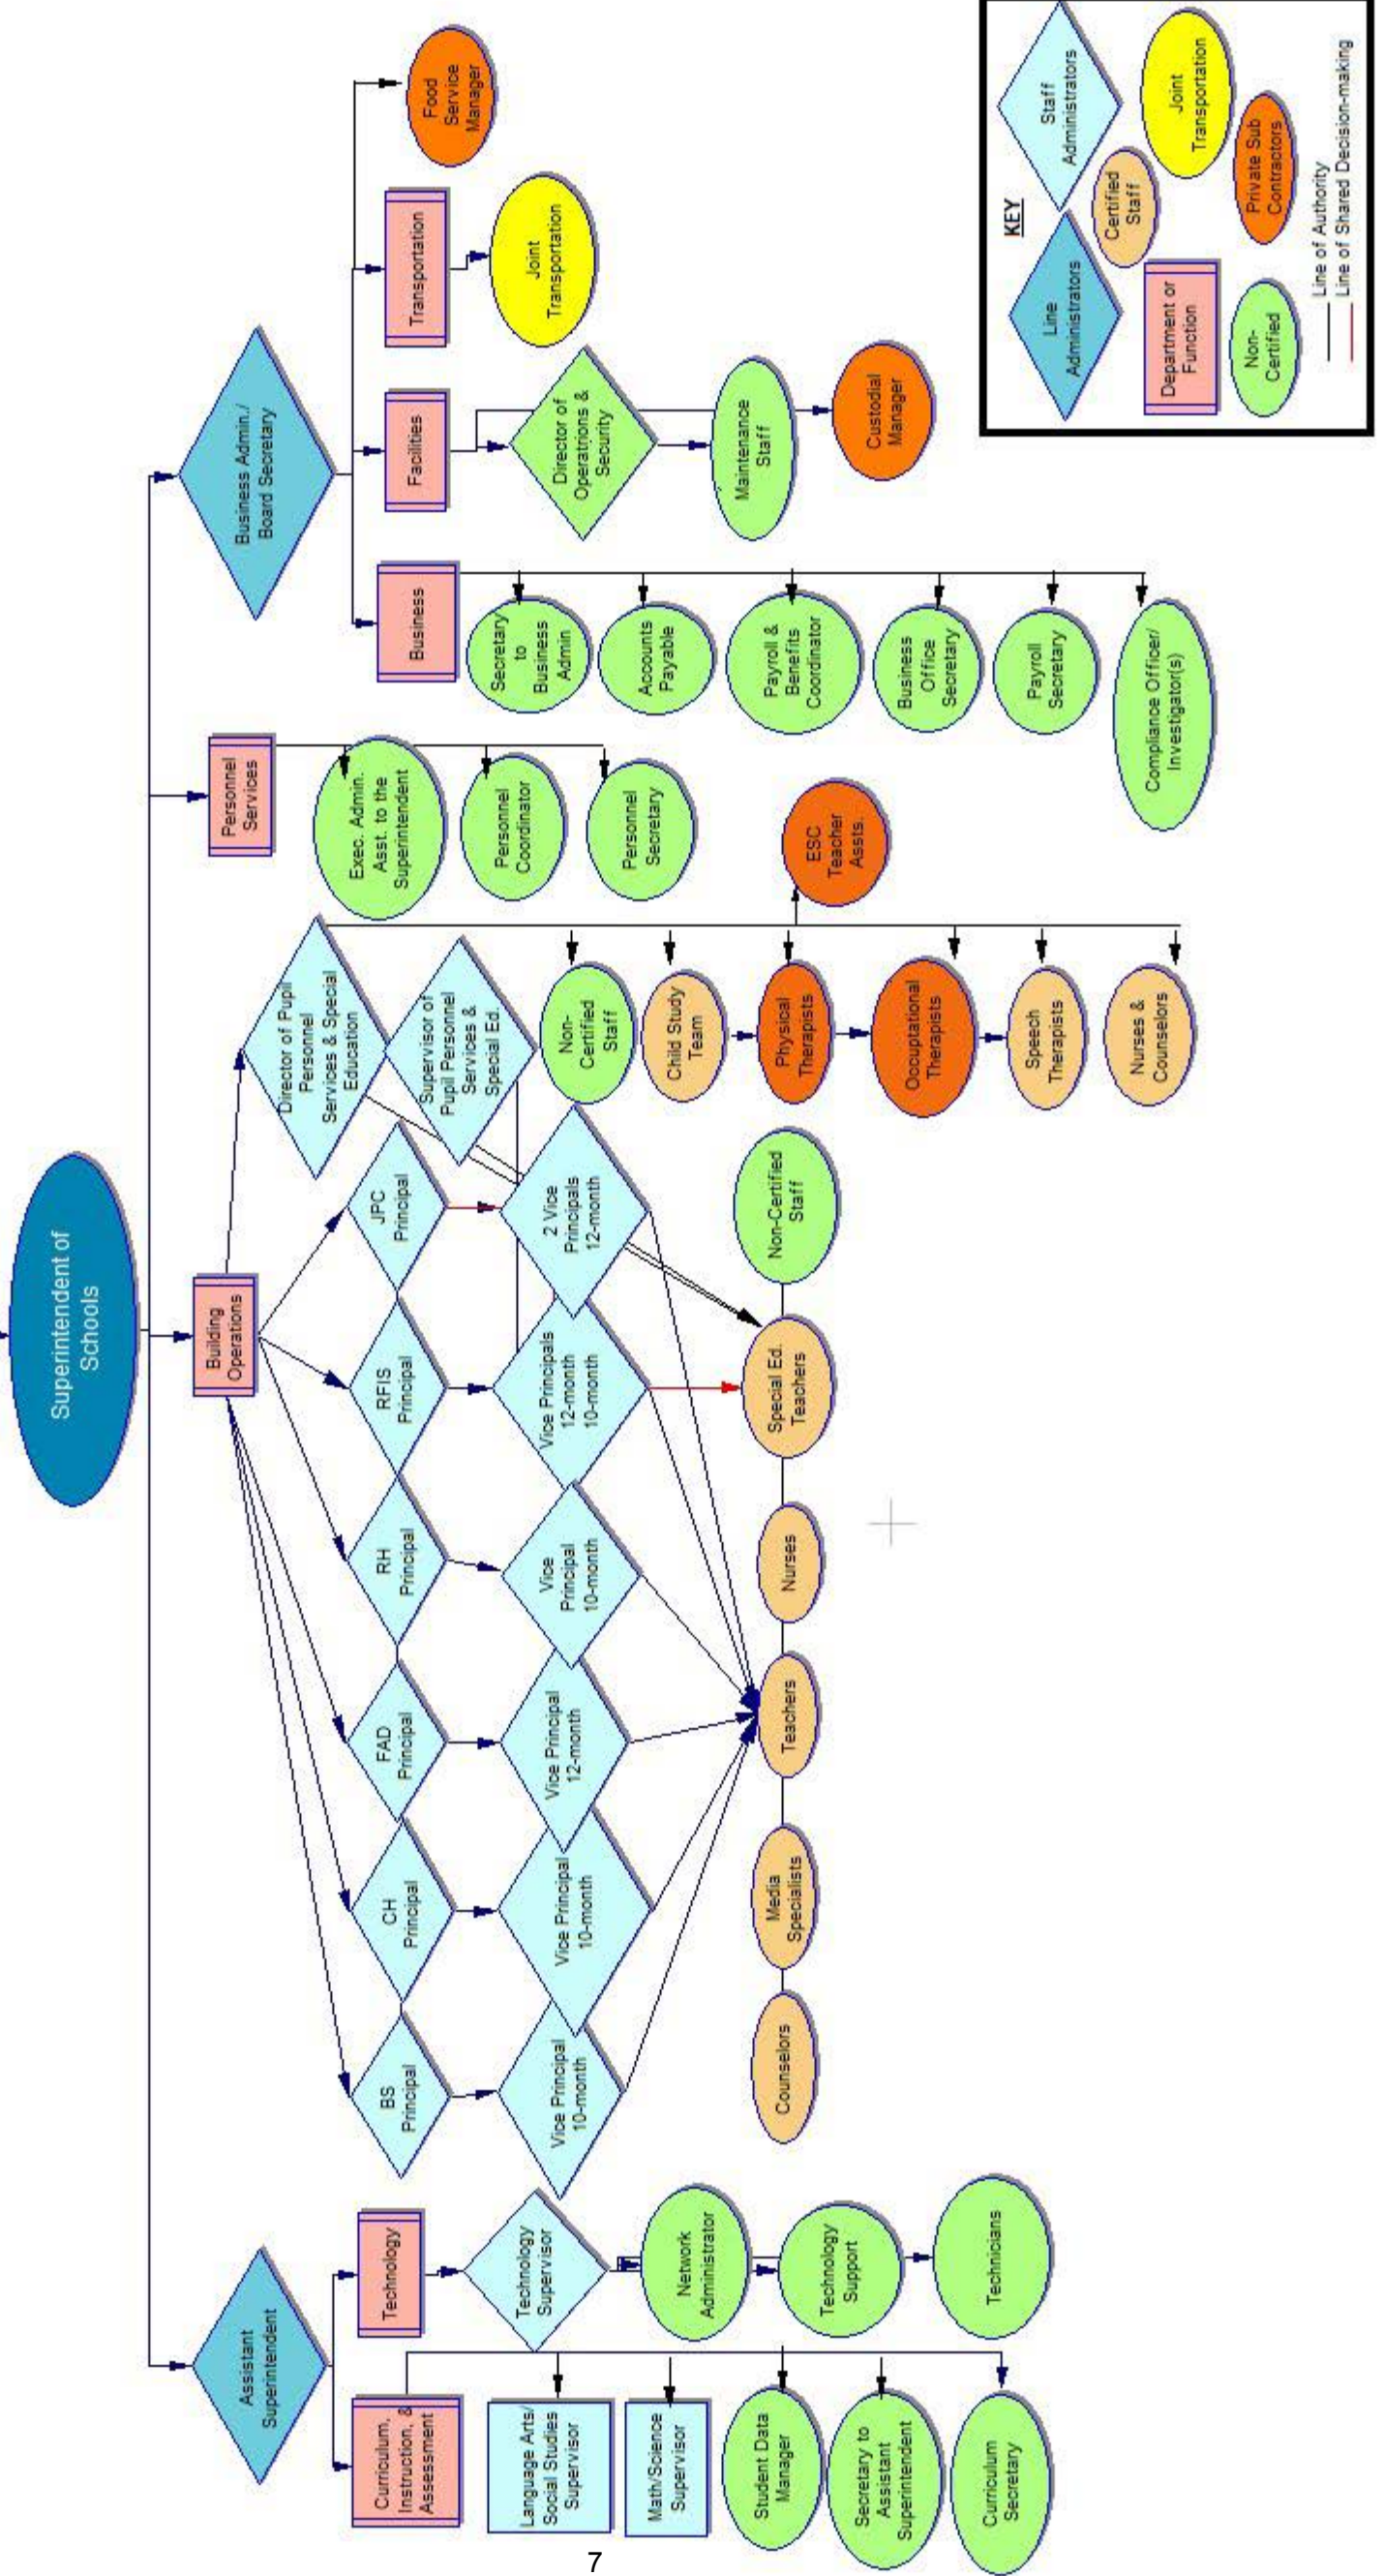 Superintendent of
Schools
Assistant
Superintendent
Building
Operations
Personnel
Services
Business Admin./
Board Secretary
Curriculum,
Instruction, &
Assessment
Technology
Language Arts/
Social Studies
Supervisor
Math/Science
Supervisor
Student Data
Manager
Secretary to
Assistant
Superintendent
Curriculum
Secretary
Technology
Supervisor
Network
Administrator
Technology
Support
Technicians
BS
Principal
CH
Principal
FAD
Principal
RH
Principal
RFIS
Principal
JPC
Principal
Director of Pupil
Personnel
Services & Special
Education
Supervisor of
Pupil Personnel
Services &
Special Ed.
Vice Principal
10-month
Vice Principal
10-month
Vice Principal
12-month
Vice
Principal
10-month
Vice Principals
12-month
10-month
2 Vice
Principals
12-month
Counselors
Media
Specialists
Teachers
Nurses
Special Ed.
Teachers
Non-Certified
Staff
Non-
Certified
Staff
Child Study
Team
Physical
Therapists
Occuptational
Therapists
Speech
Therapists
Nurses &
Counselors
ESC
Teacher
Assts.
Exec. Admin.
Asst. to the
Superintendent
Personnel
Coordinator
Personnel
Secretary
Business
Facilities
Transportation
Food
Service
Manager
Secretary
to
Business
Admin
Accounts
Payable
Payroll &
Benefits
Coordinator
Business
Office
Secretary
Payroll
Secretary
Compliance Officer/
Investigator(s)
Director of
Operatrions &
Security
Maintenance
Staff
Custodial
Manager
Joint
Transportation
KEY
Line
Administrators
Staff
Administrators
Department or
Function
Certified
Staff
Joint
Transportation
Non-
Certified
Private Sub
Contractors
Line of Authority
Line of Shared Decision-making
7